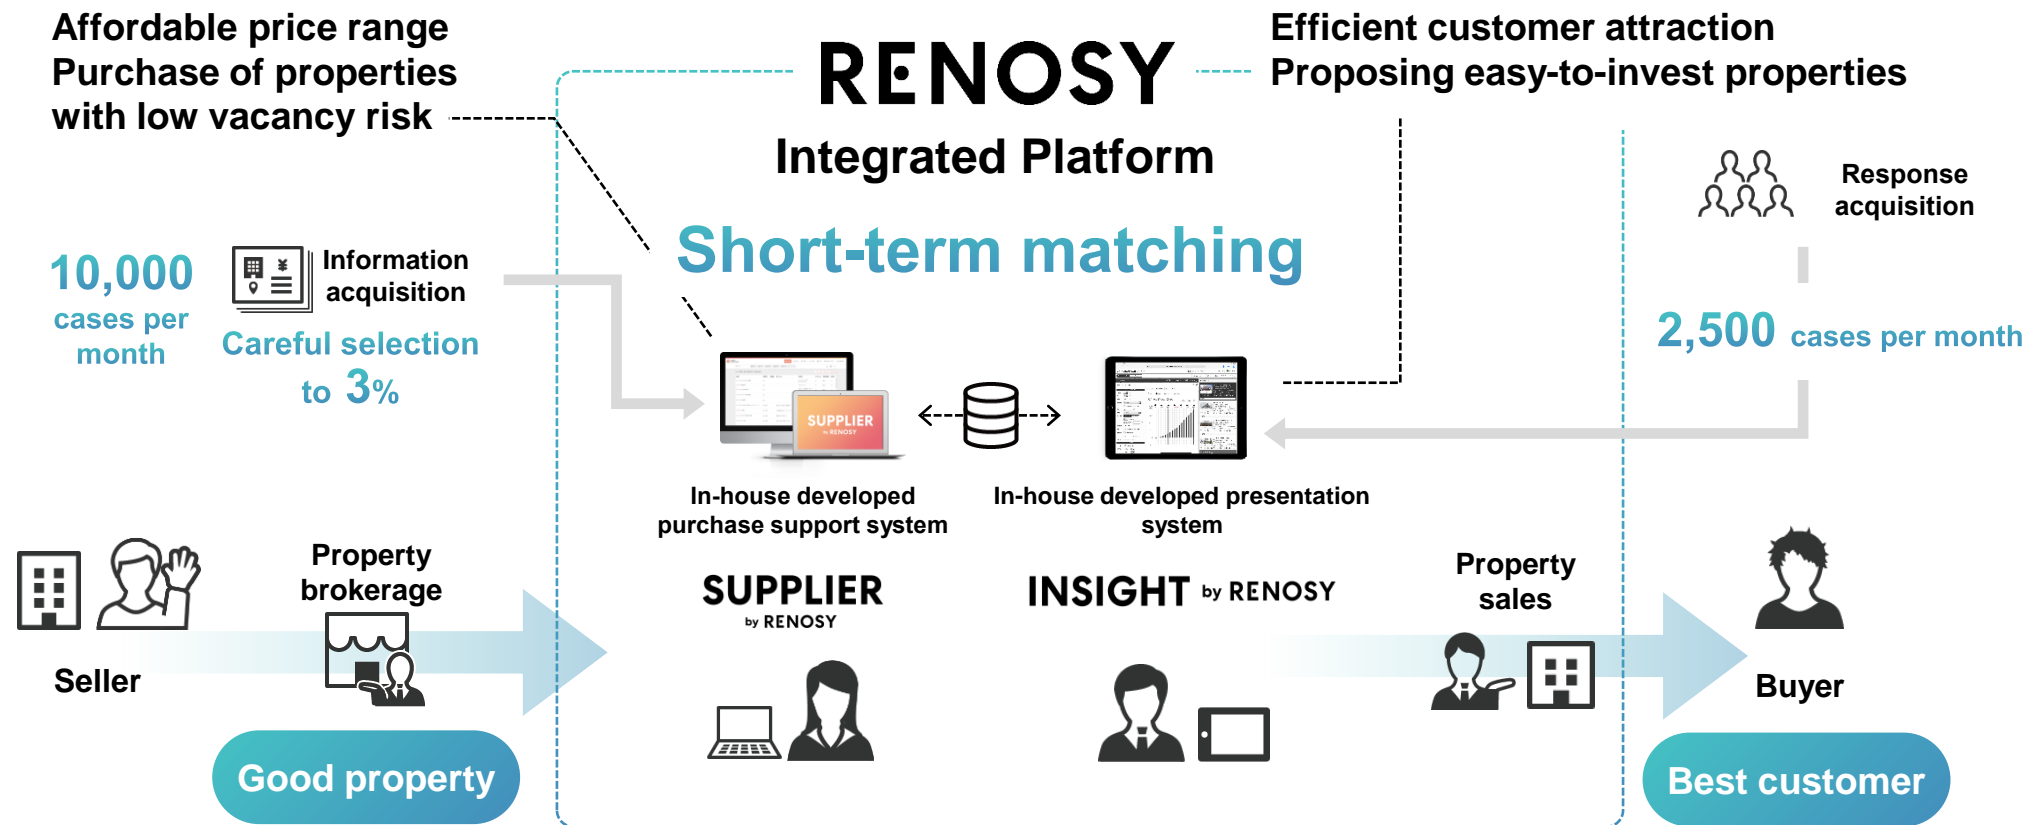 Affordable price range
Purchase of properties
with low vacancy risk
RENOSY
Integrated Platform
Efficient customer attraction
Proposing easy-to-invest properties
Short-term matching
10,000
cases per
month
Information
acquisition
Careful selection
to 3%
Response
acquisition
2,500 cases per month
SUPPLIER
by RENOSY
In-house developed
purchase support system
In-house developed presentation
system
SUPPLIER
by RENOSY
INSIGHT by RENOSY
Seller
Property
brokerage
Property
sales
Buyer
Good property
Best customer